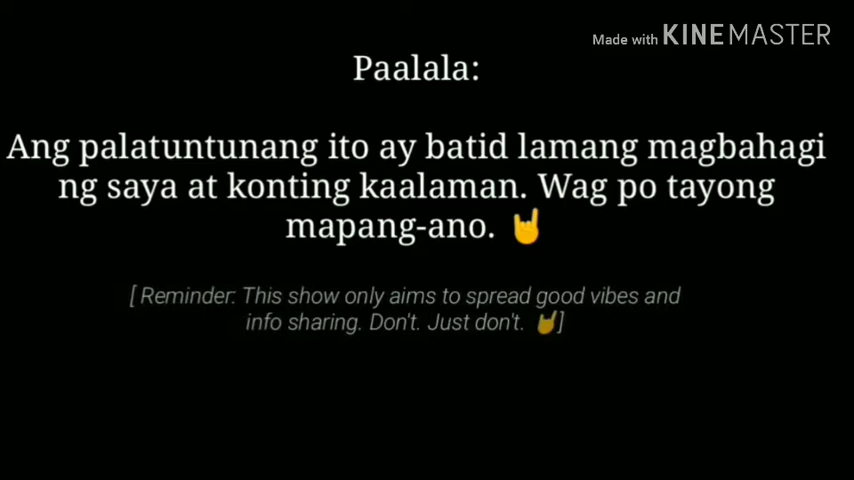 Made with KINEMASTER
Paalala:
Ang palatuntunang ito ay batid lamang magbahagi
ng saya at konting kaalaman. Wag po tayong
mapang-ano. 🤘
[ Reminder: This show only aims to spread good vibes and
info sharing. Don't. Just don't. 🤘]